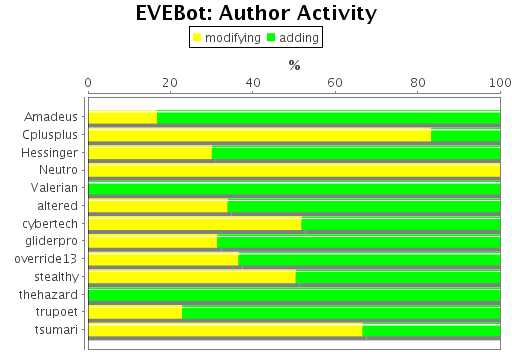 EVEBot: Author Activity
modifying adding
%
0 20 40 60 80 100
Amadeus
Cplusplus
Hessinger
Neutro
Valerian
altered
cybertech
gliderpro
override13
stealthy
thehazard
trupoet
tsumari